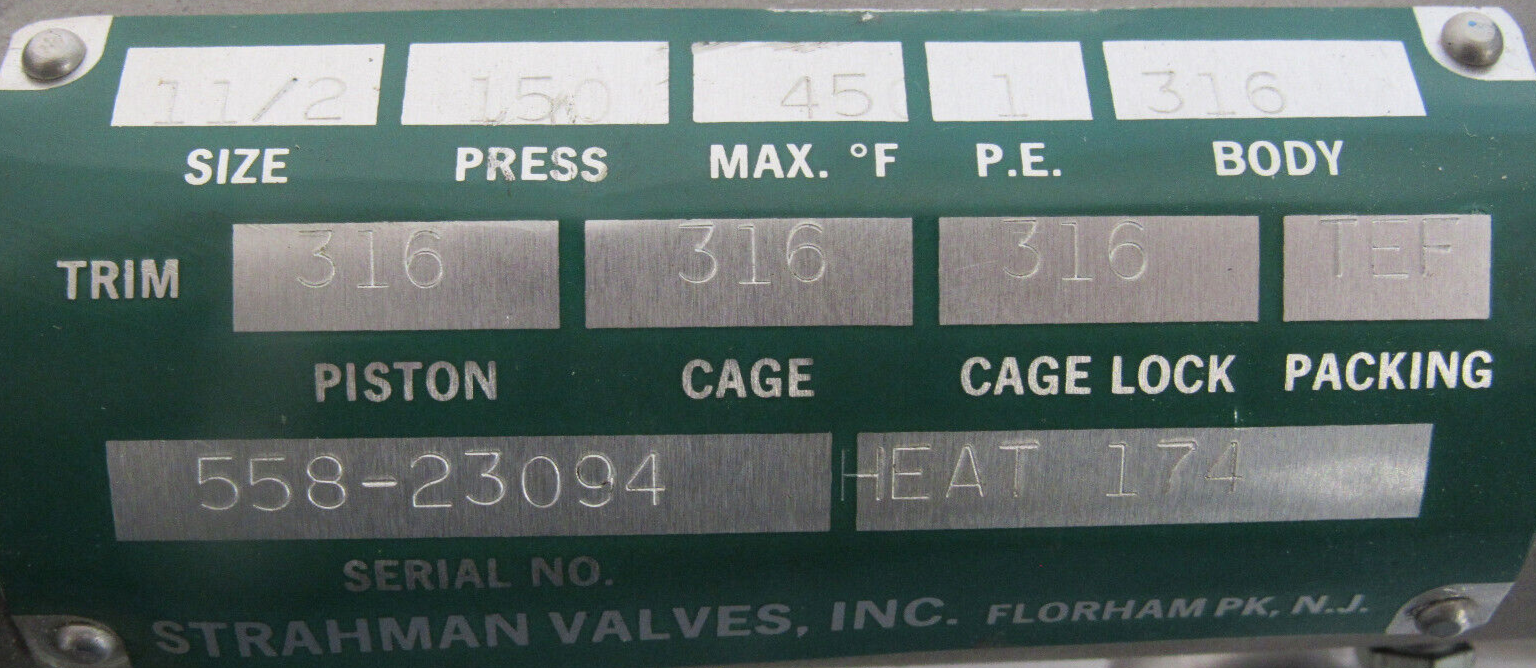 11/2 150 450 1 316
SIZE PRESS MAX. °F P.E. BODY
TRIM 316 316 316 TEF
PISTON CAGE CAGE LOCK PACKING
558-23094 HEAT 174
SERIAL NO.
STRAHMAN VALVES, INC. FLORHAM PK, N.J.